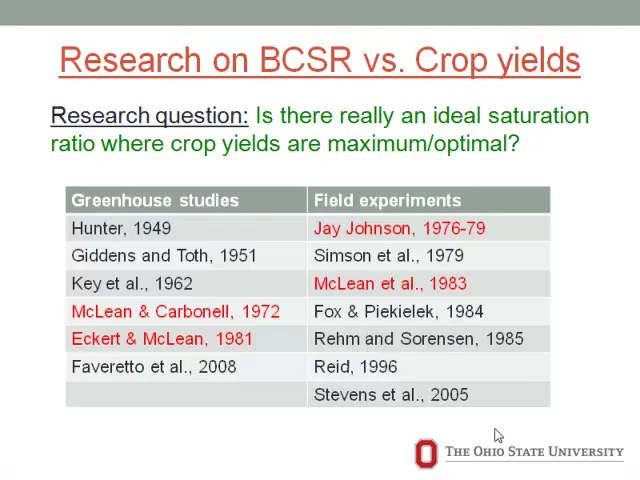 Research on BCSR vs. Crop yields
Research question: Is there really an ideal saturation
ratio where crop yields are maximum/optimal?
Greenhouse studies Field experiments
Hunter, 1949 Jay Johnson, 1976-79
Giddens and Toth, 1951 Simson et al., 1979
Key et al., 1962 McLean et al., 1983
McLean & Carbonell, 1972 Fox & Piekielek, 1984
Eckert & McLean, 1981 Rehm and Sorensen, 1985
Faveretto et al., 2008 Reid, 1996
Stevens et al., 2005
THE OHIO STATE UNIVERSITY